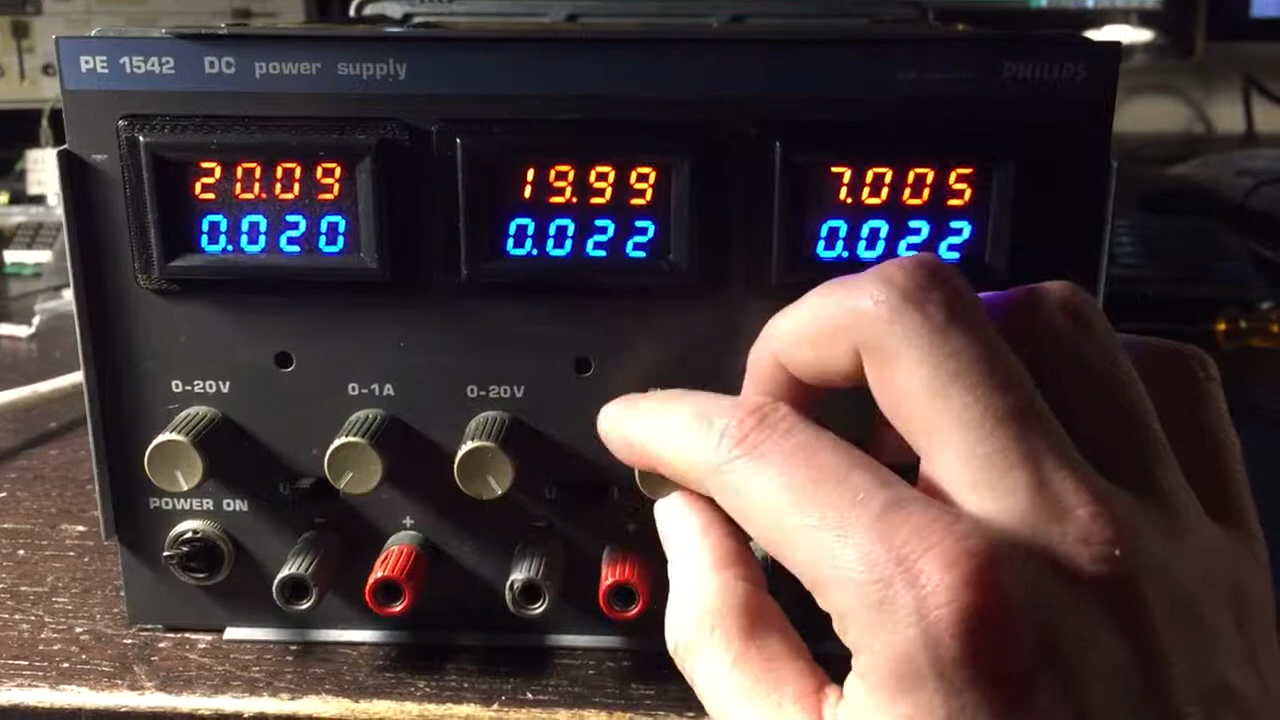 PE 1542 DC power supply PHILIPS
20.09 19.99 7.005
0.020 0.022 0.022
0-20V 0-1A 0-20V
POWER ON
U U I
- + - +